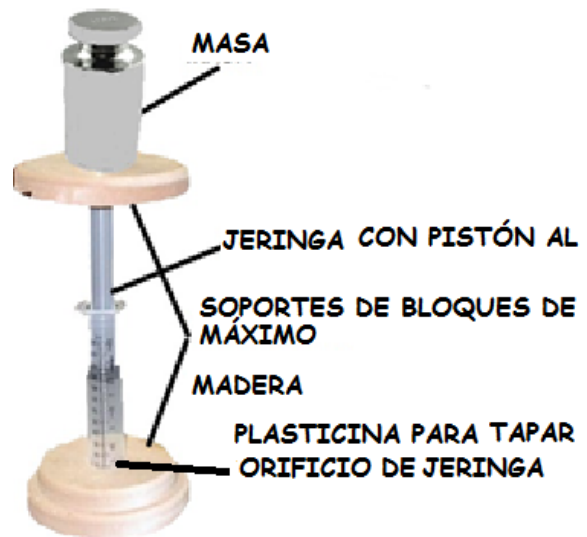 MASA
JERINGA CON PISTÓN AL
SOPORTES DE BLOQUES DE
MÁXIMO
MADERA
PLASTICINA PARA TAPAR
ORIFICIO DE JERINGA